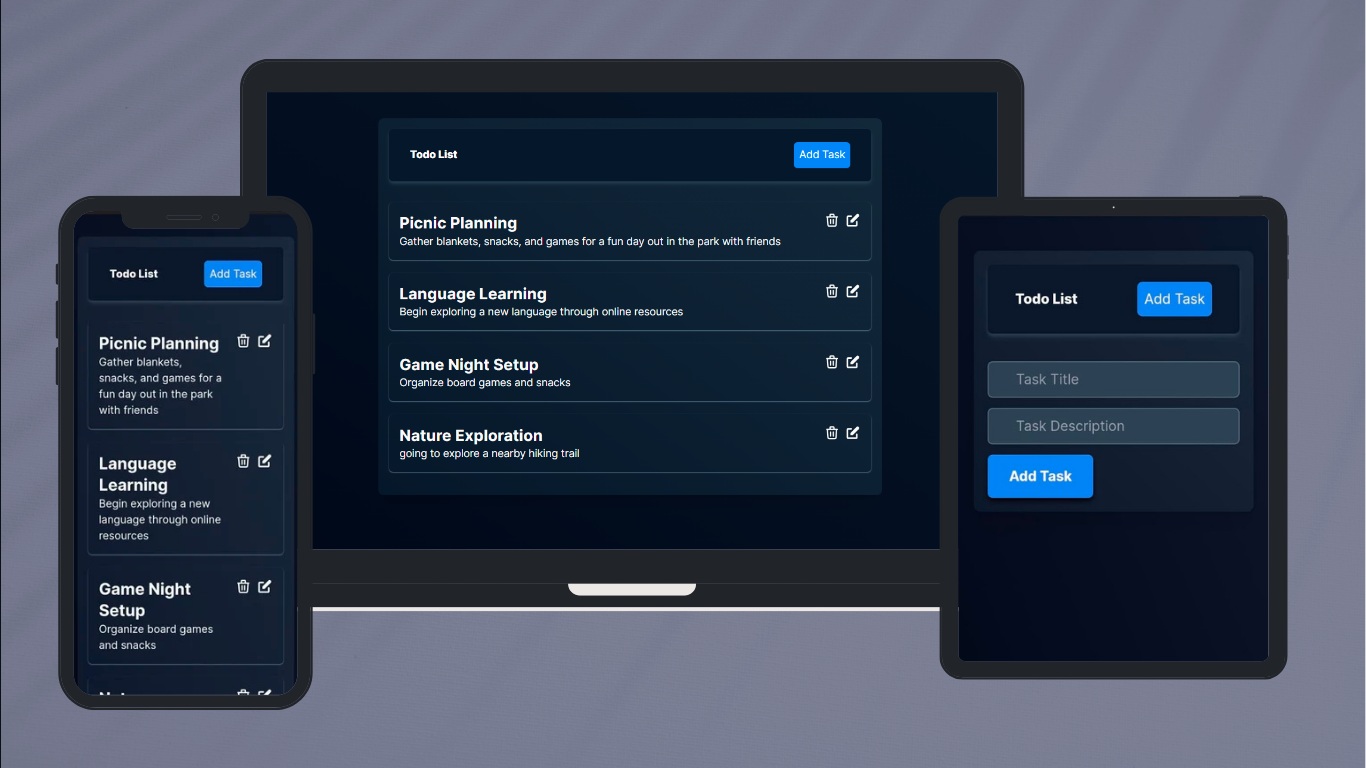 Todo List
Add Task
Picnic Planning
Gather blankets, snacks, and games for a fun day out in the park with friends
Language Learning
Begin exploring a new language through online resources
Game Night Setup
Organize board games and snacks
Nature Exploration
going to explore a nearby hiking trail
Todo List
Add Task
Picnic Planning
Gather blankets,
snacks, and games for a
fun day out in the park
with friends
Language
Learning
Begin exploring a new
language through online
resources
Game Night
Setup
Organize board games
and snacks
Todo List
Add Task
Task Title
Task Description
Add Task